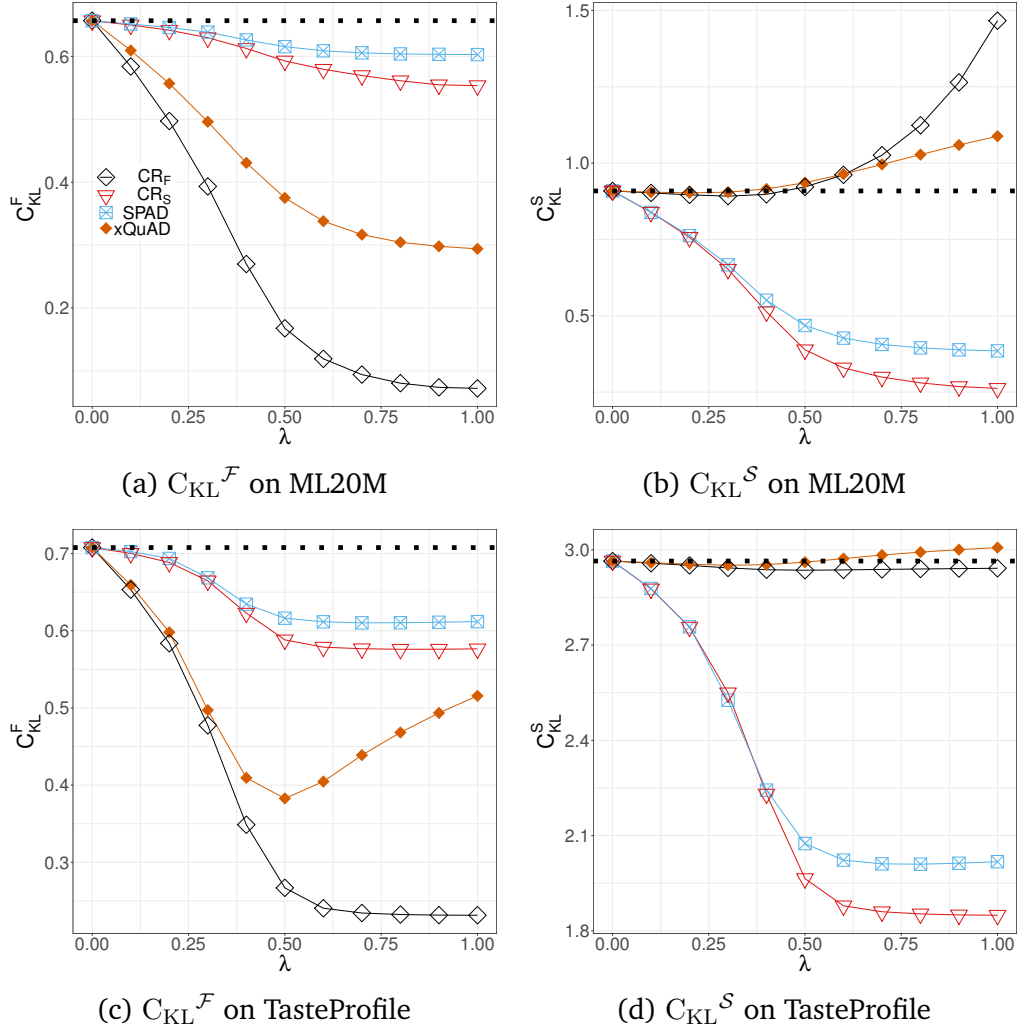 0.6
0.4
0.2
C_KL^F
CR_F
CR_S
SPAD
xQuAD
0.00 0.25 0.50 0.75 1.00
λ
(a) C_KL^F on ML20M
1.5
1.0
0.5
C_KL^S
0.00 0.25 0.50 0.75 1.00
λ
(b) C_KL^S on ML20M
0.7
0.6
0.5
0.4
0.3
C_KL^F
0.00 0.25 0.50 0.75 1.00
λ
(c) C_KL^F on TasteProfile
3.0
2.7
2.4
2.1
1.8
C_KL^S
0.00 0.25 0.50 0.75 1.00
λ
(d) C_KL^S on TasteProfile